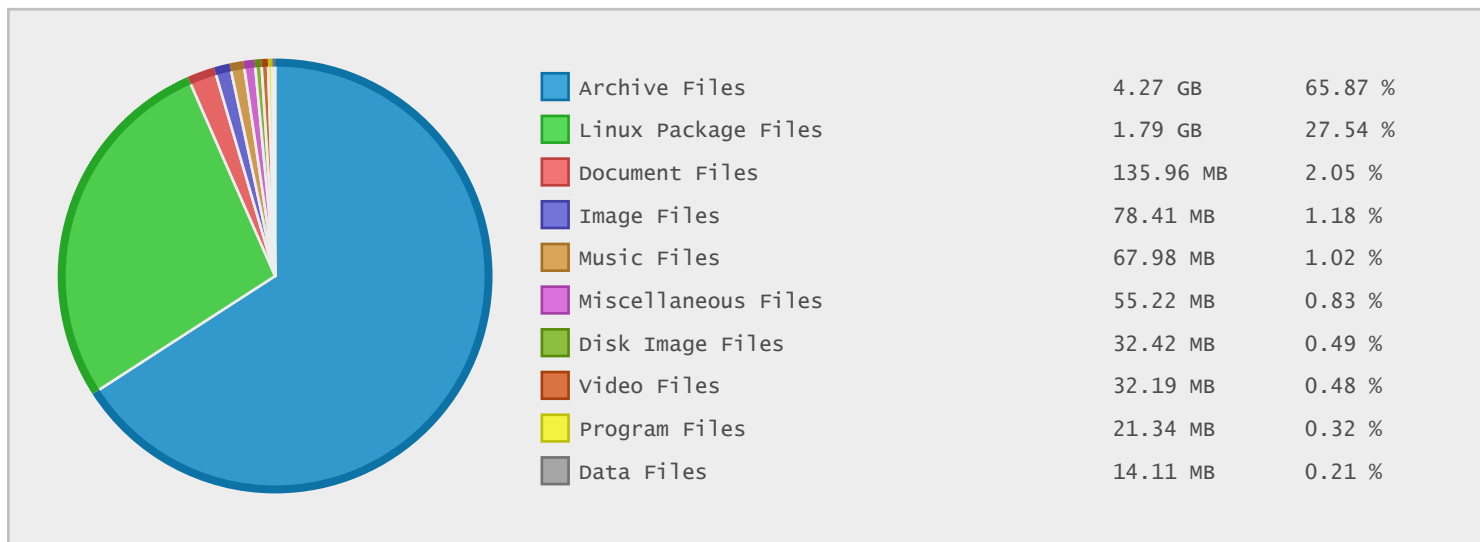 Archive Files 4.27 GB 65.87 %
Linux Package Files 1.79 GB 27.54 %
Document Files 135.96 MB 2.05 %
Image Files 78.41 MB 1.18 %
Music Files 67.98 MB 1.02 %
Miscellaneous Files 55.22 MB 0.83 %
Disk Image Files 32.42 MB 0.49 %
Video Files 32.19 MB 0.48 %
Program Files 21.34 MB 0.32 %
Data Files 14.11 MB 0.21 %